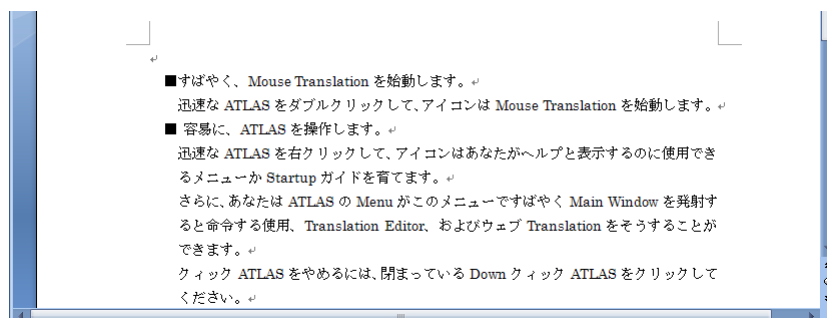 ■すばやく、Mouse Translation を始動します。
迅速な ATLAS をダブルクリックして、アイコンは Mouse Translation を始動します。
■ 容易に、ATLAS を操作します。
迅速な ATLAS を右クリックして、アイコンはあなたがヘルプと表示するのに使用でき
るメニューか Startup ガイドを育てます。
さらに、あなたは ATLAS の Menu がこのメニューですばやく Main Window を発射す
ると命令する使用、Translation Editor、およびウェブ Translation をそうすることが
できます。
クィック ATLAS をやめるには、閉まっている Down クィック ATLAS をクリックして
ください。